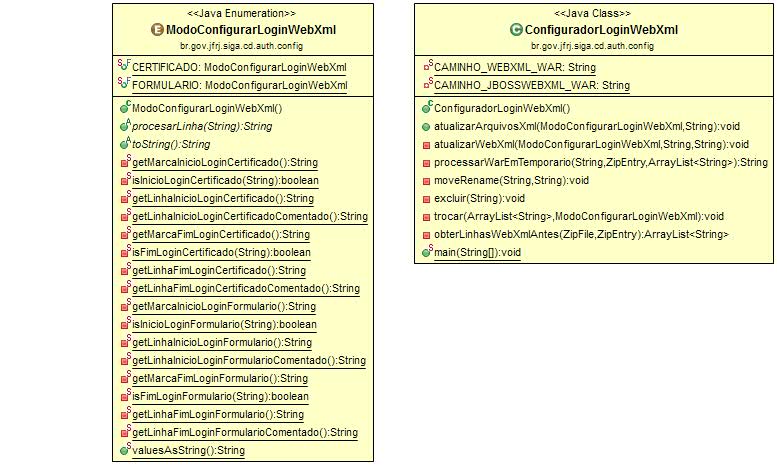 <<Java Enumeration>>
E ModoConfigurarLoginWebXml
br.gov.jfrj.siga.cd.auth.config
S F CERTIFICADO: ModoConfigurarLoginWebXml
S F FORMULARIO: ModoConfigurarLoginWebXml
C ModoConfigurarLoginWebXml()
A procesarLinha(String):String
A toString():String
S getMarcaInicioLoginCertificado():String
S isInicioLoginCertificado(String):boolean
S getLinhaInicioLoginCertificado():String
S getLinhaInicioLoginCertificadoComentado():String
S getMarcaFimLoginCertificado():String
S isFimLoginCertificado(String):boolean
S getLinhaFimLoginCertificado():String
S getLinhaFimLoginCertificadoComentado():String
S getMarcaInicioLoginFormulario():String
S isInicioLoginFormulario(String):boolean
S getLinhaInicioLoginFormulario():String
S getLinhaInicioLoginFormularioComentado():String
S getMarcaFimLoginFormulario():String
S isFimLoginFormulario(String):boolean
S getLinhaFimLoginFormulario():String
S getLinhaFimLoginFormularioComentado():String
S valuesAsString():String
<<Java Class>>
C ConfiguradorLoginWebXml
br.gov.jfrj.siga.cd.auth.config
S CAMINHO_WEBXML_WAR: String
S CAMINHO_JBOSSWEBXML_WAR: String
C ConfiguradorLoginWebXml()
atualizarArquivosXml(ModoConfigurarLoginWebXml,String):void
atualizarWebXml(ModoConfigurarLoginWebXml,String,String):void
processarWarEmTemporario(String,ZipEntry,ArrayList<String>):String
moveRename(String,String):void
excluir(String):void
trocar(ArrayList<String>,ModoConfigurarLoginWebXml):void
obterLinhasWebXmlAntes(ZipFile,ZipEntry):ArrayList<String>
S main(String[]):void